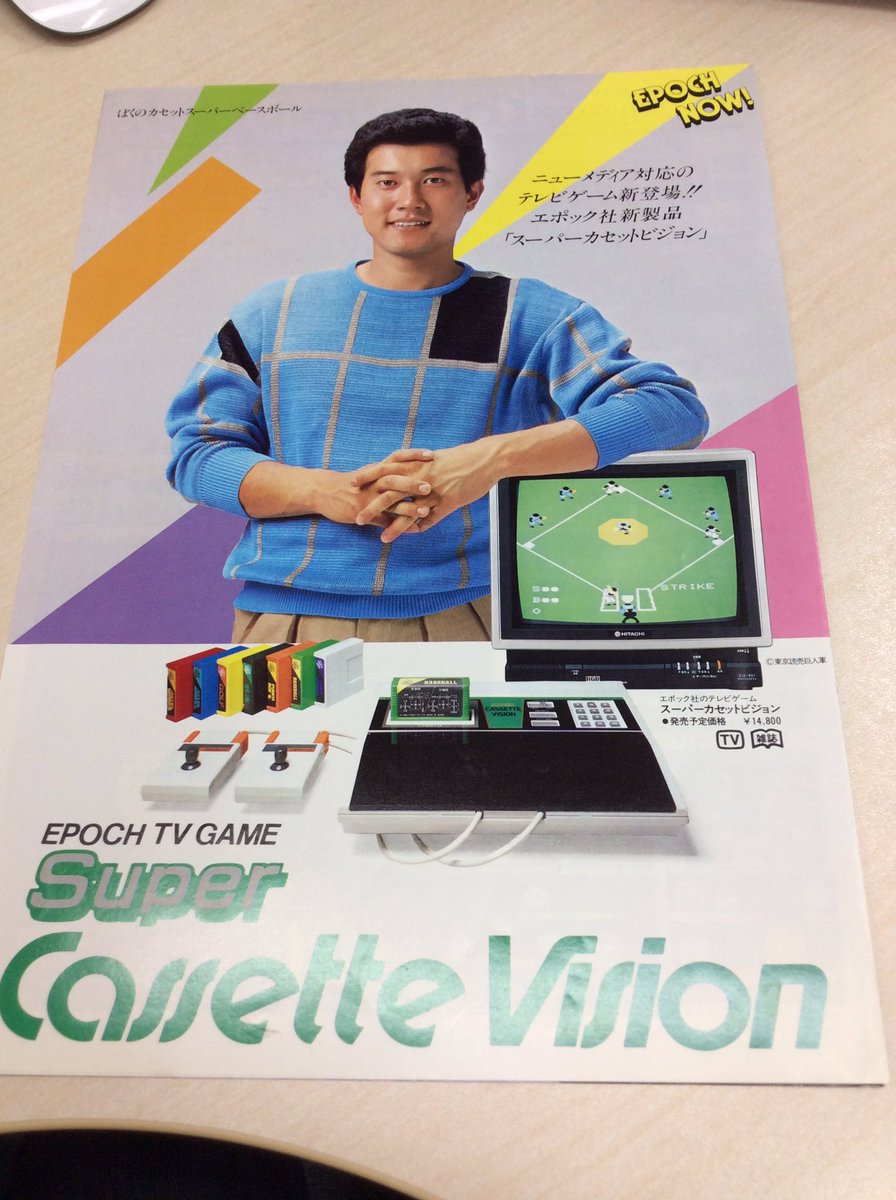 ぼくのカセットスーパーベースボール
EPOCH
NOW!
ニューメディア対応の
テレビゲーム新登場!!
エポック社新製品
「スーパーカセットビジョン」
S
B
O
STRIKE
HITACHI
©東京読売巨人軍
BASEBALL
CASSETTE
VISION
エポック社のテレビゲーム
スーパーカセットビジョン
●発売予定価格 ¥14,800
TV 雑誌
EPOCH TV GAME
Super
Cassette Vision